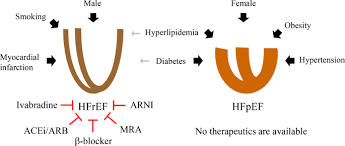 Smoking
Male
Female
Hyperlipidemia
Obesity
Myocardial
infarction
Diabetes
Hypertension
Ivabradine
HFrEF
ARNI
HFpEF
ACEi/ARB
MRA
β-blocker
No therapeutics are available